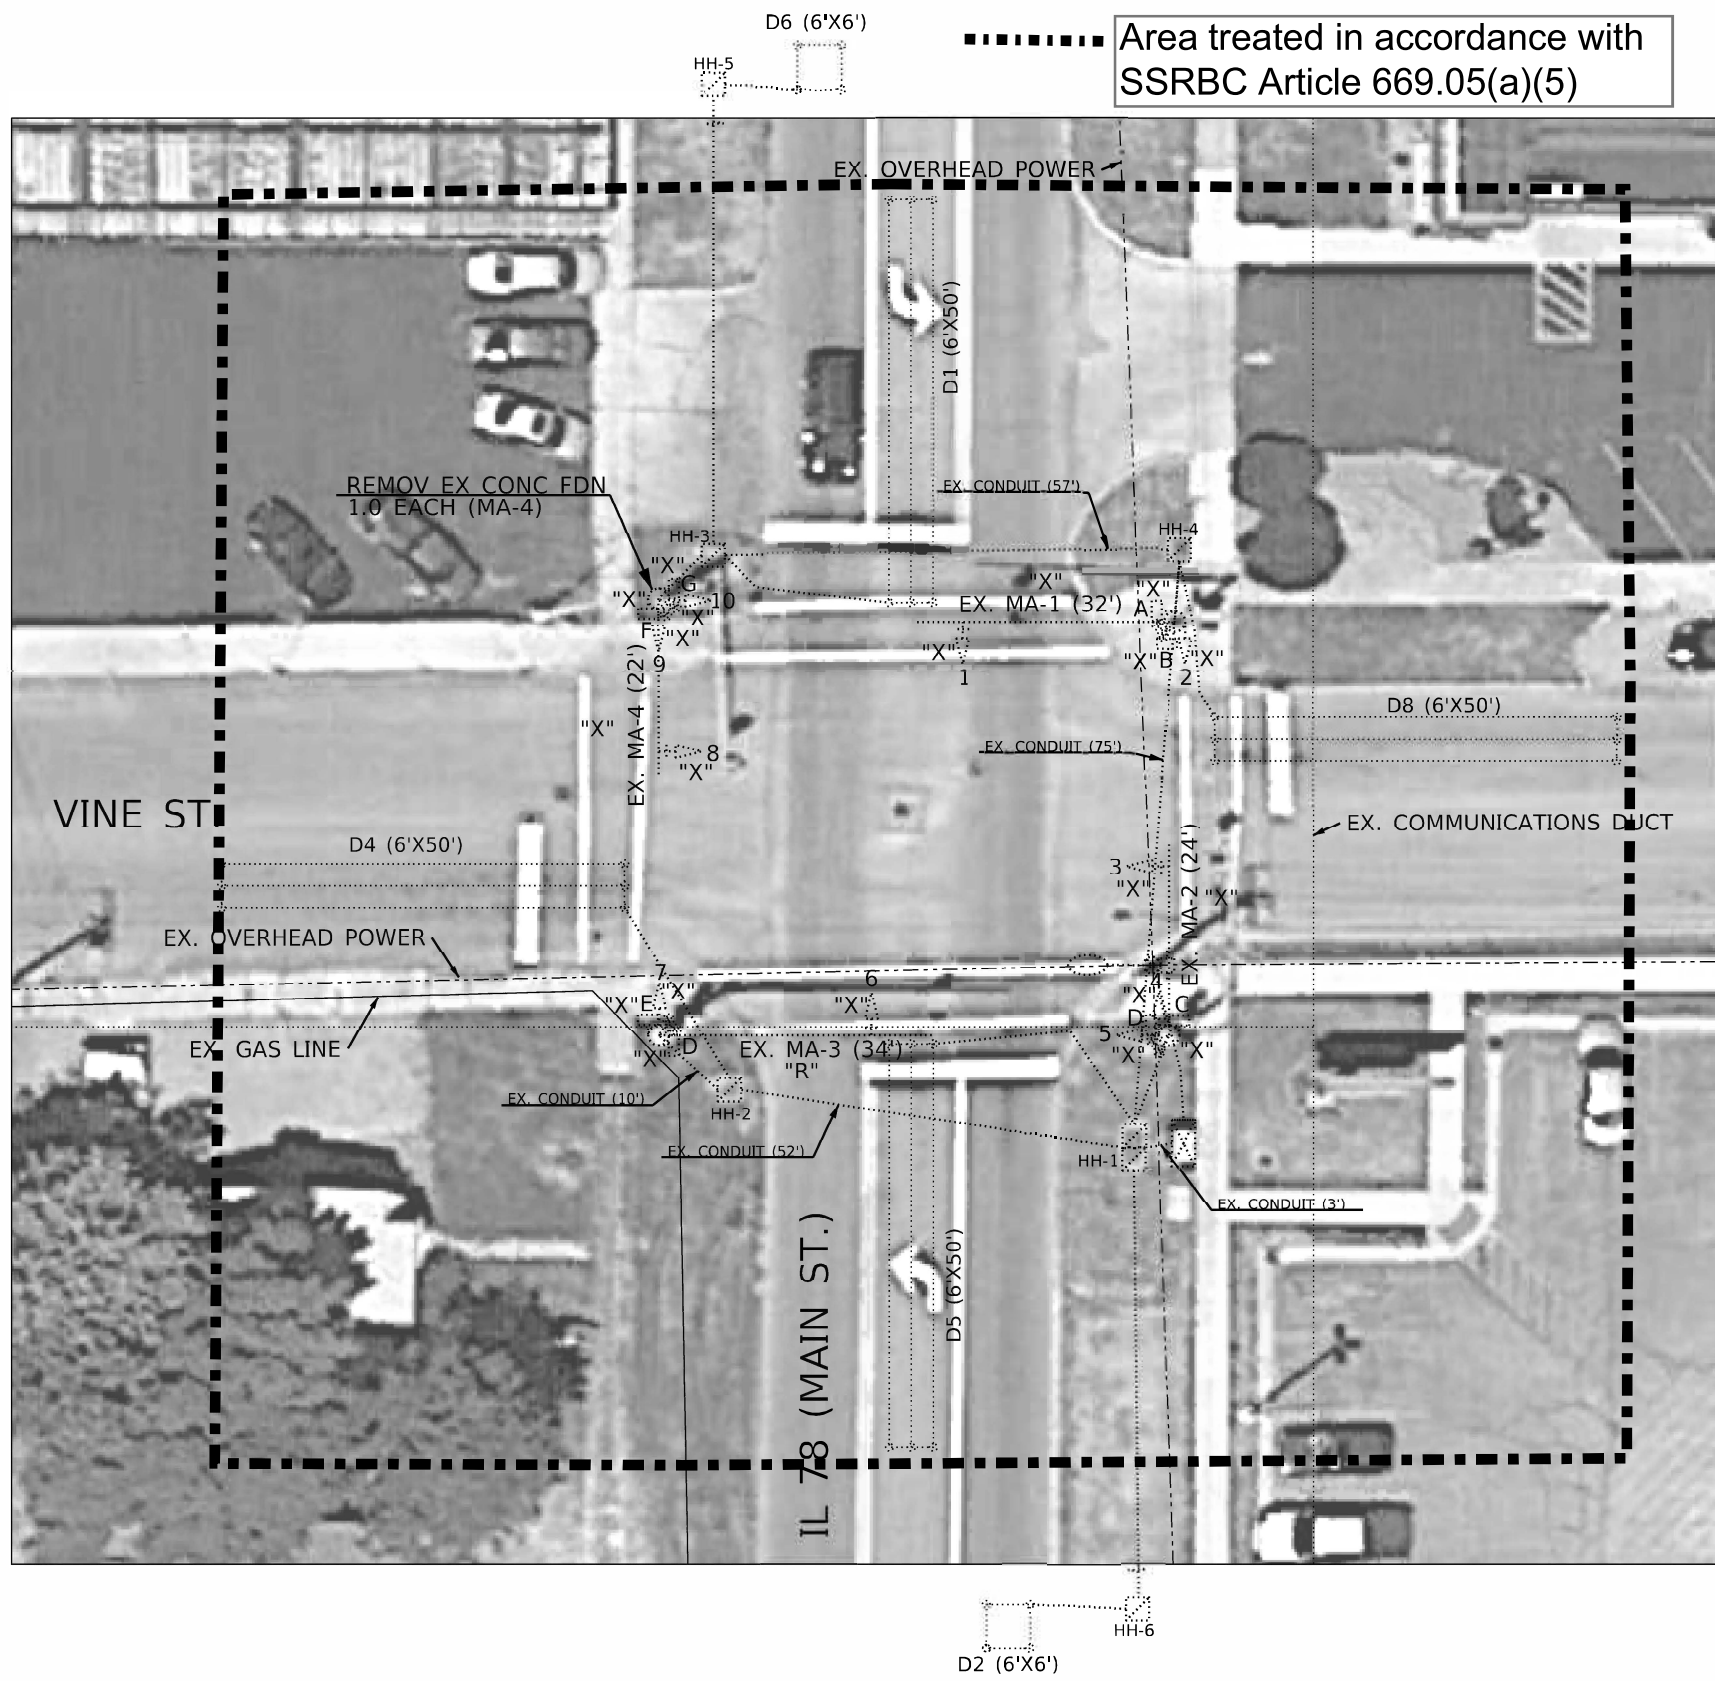 D6 (6'X6')
Area treated in accordance with
SSRBC Article 669.05(a)(5)
HH-5
EX. OVERHEAD POWER
D1 (6'X50')
REMOV EX CONC FDN
1.0 EACH (MA-4)
EX. CONDUIT (57')
HH-3
HH-4
"X"
G
"X"
"X"
"X"
10
EX. MA-1 (32')
A
"X"
F
"X"
9
"X"
1
"X"
B
"X"
2
EX. MA-4 (22')
"X"
8
"X"
D8 (6'X50')
EX. CONDUIT (75')
VINE ST
EX. COMMUNICATIONS DUCT
D4 (6'X50')
3
"X"
EX. MA-2 (24')
"X"
EX. OVERHEAD POWER
7
6
4
"X"
E
"X"
"X"
"X"
C
D
EX. GAS LINE
"X"
D
EX. MA-3 (34')
"R"
5
"X"
"X"
EX. CONDUIT (10')
HH-2
EX. CONDUIT (52')
HH-1
EX. CONDUIT (3')
IL 78 (MAIN ST.)
D5 (6'X50')
HH-6
D2 (6'X6')